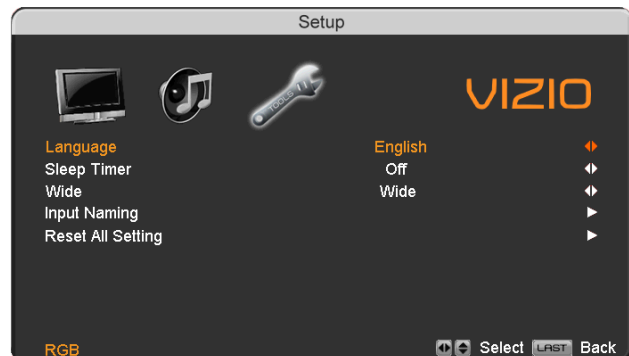 Setup
TOOLS
VIZIO
Language English
Sleep Timer Off
Wide Wide
Input Naming
Reset All Setting
RGB Select LAST Back